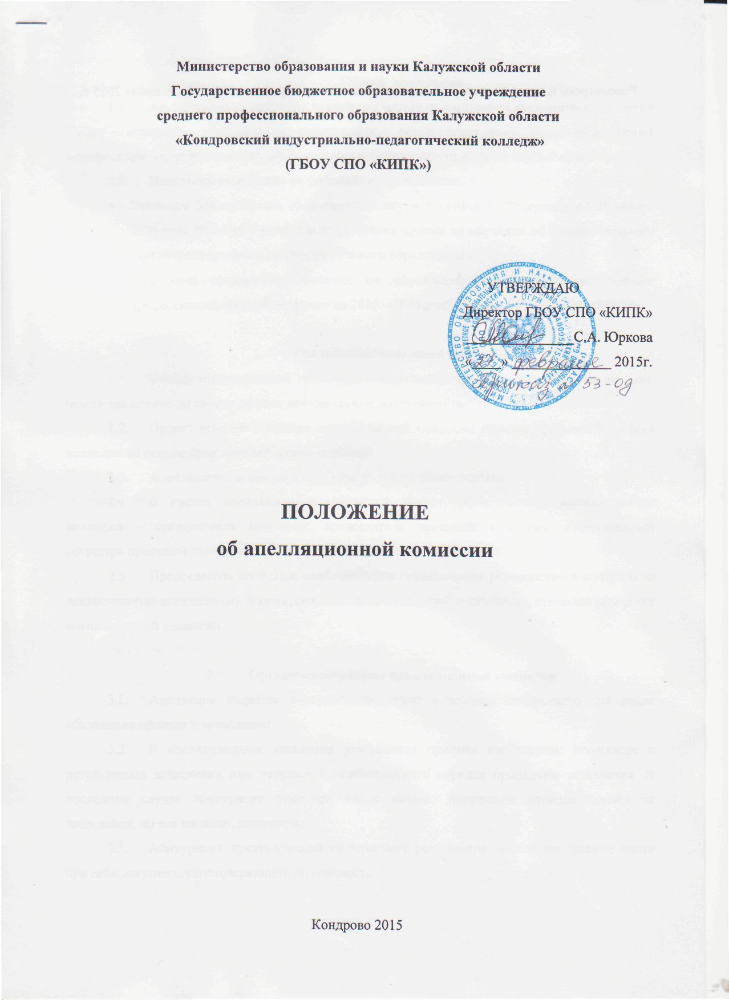 Министерство образования и науки Калужской области
Государственное бюджетное образовательное учреждение
среднего профессионального образования Калужской области
«Кондровский индустриально-педагогический колледж»
(ГБОУ СПО «КИПК»)
УТВЕРЖДАЮ
Директор ГБОУ СПО «КИПК»
С.А. Юркова
«27» февраля 2015г.
Приказ № 53-од
ПОЛОЖЕНИЕ
об апелляционной комиссии
Кондрово 2015